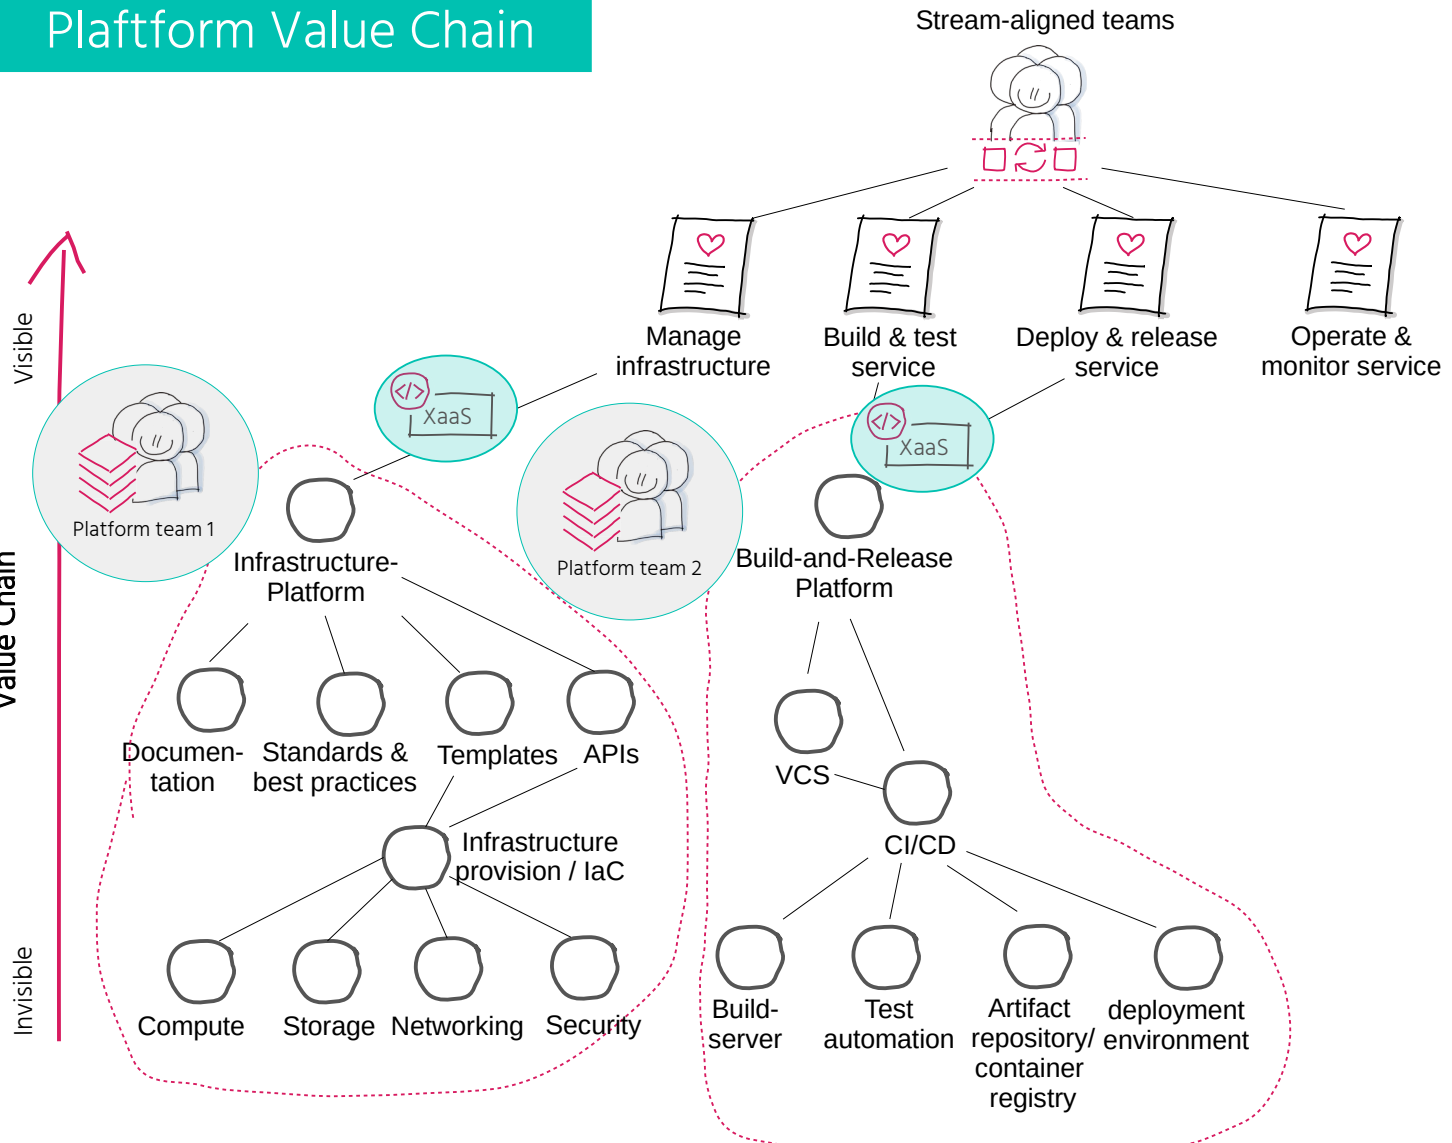 Plaftform Value Chain
Stream-aligned teams
Manage
infrastructure
Build & test
service
Deploy & release
service
Operate &
monitor service
Visible
Value Chain
Invisible
</>
XaaS
</>
XaaS
Platform team 1
Platform team 2
Infrastructure-
Platform
Build-and-Release
Platform
Documen-
tation
Standards &
best practices
Templates
APIs
VCS
CI/CD
Infrastructure
provision / IaC
Compute
Storage
Networking
Security
Build-
server
Test
automation
Artifact
repository/
container
registry
deployment
environment